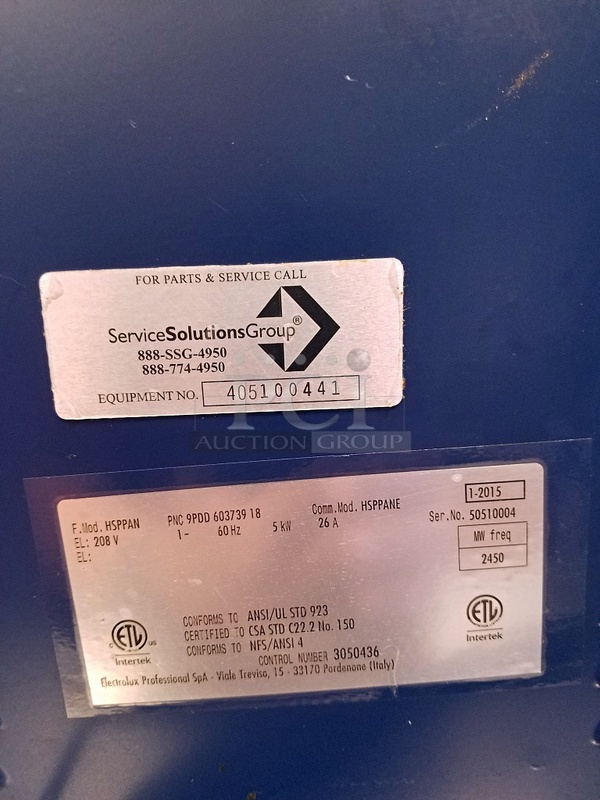 FOR PARTS & SERVICE CALL
ServiceSolutionsGroup®
888-SSG-4950
888-774-4950
EQUIPMENT NO. 405100441
PCi
AUCTION GROUP
F.Mod. HSPPAN PNC 9PDD 603739 18 Comm.Mod. HSPPANE 1-2015
EL: 208 V 1- 60 Hz 5 kW 26 A Ser.No. 50510004
EL: MW freq
2450
CONFORMS TO ANSI/UL STD 923
CERTIFIED TO CSA STD C22.2 No. 150
CONFORMS TO NFS/ANSI 4
CONTROL NUMBER 3050436
C ETL US
Intertek
ETL
Intertek
Electrolux Professional SpA - Viale Treviso, 15 - 33170 Pordenone (Italy)